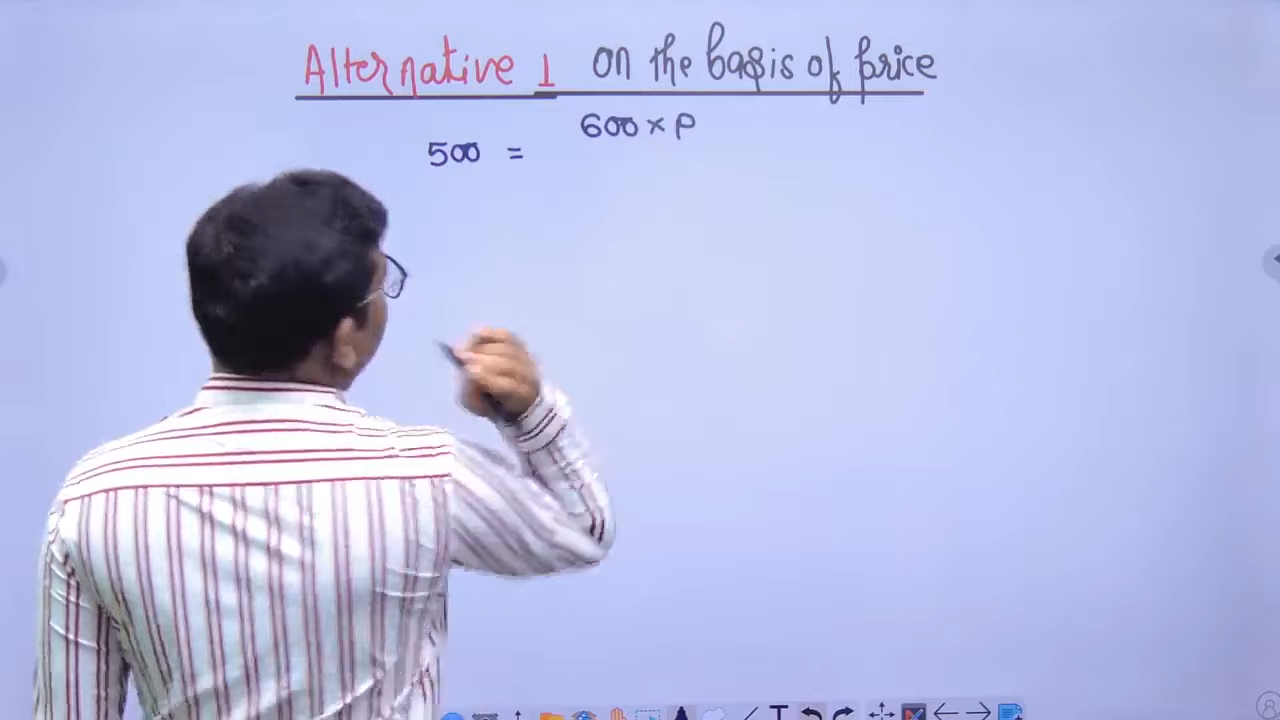 Alternative 1 on the basis of price
600 × P
500 =